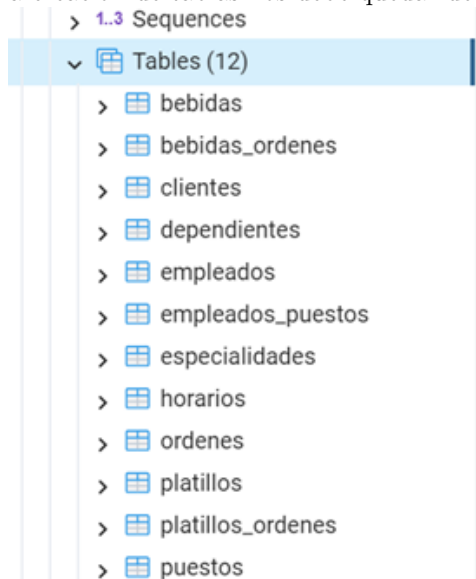 1..3 Sequences
Tables (12)
bebidas
bebidas_ordenes
clientes
dependientes
empleados
empleados_puestos
especialidades
horarios
ordenes
platillos
platillos_ordenes
puestos